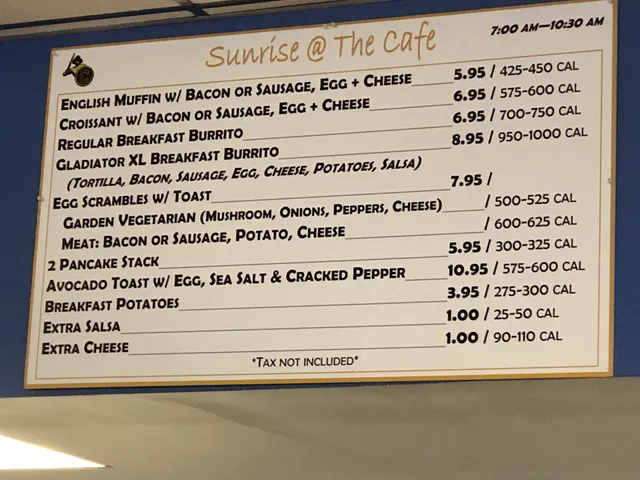 Sunrise @ The Cafe
7:00 AM—10:30 AM
English Muffin w/ Bacon or Sausage, Egg + Cheese 5.95 / 425-450 CAL
Croissant w/ Bacon or Sausage, Egg + Cheese 6.95 / 575-600 CAL
Regular Breakfast Burrito 6.95 / 700-750 CAL
Gladiator XL Breakfast Burrito 8.95 / 950-1000 CAL
(Tortilla, Bacon, Sausage, Egg, Cheese, Potatoes, Salsa)
Egg Scrambles w/ Toast 7.95 /
Garden Vegetarian (Mushroom, Onions, Peppers, Cheese) / 500-525 CAL
Meat: Bacon or Sausage, Potato, Cheese / 600-625 CAL
2 Pancake Stack 5.95 / 300-325 CAL
Avocado Toast w/ Egg, Sea Salt & Cracked Pepper 10.95 / 575-600 CAL
Breakfast Potatoes 3.95 / 275-300 CAL
Extra Salsa 1.00 / 25-50 CAL
Extra Cheese 1.00 / 90-110 CAL
*Tax not included*